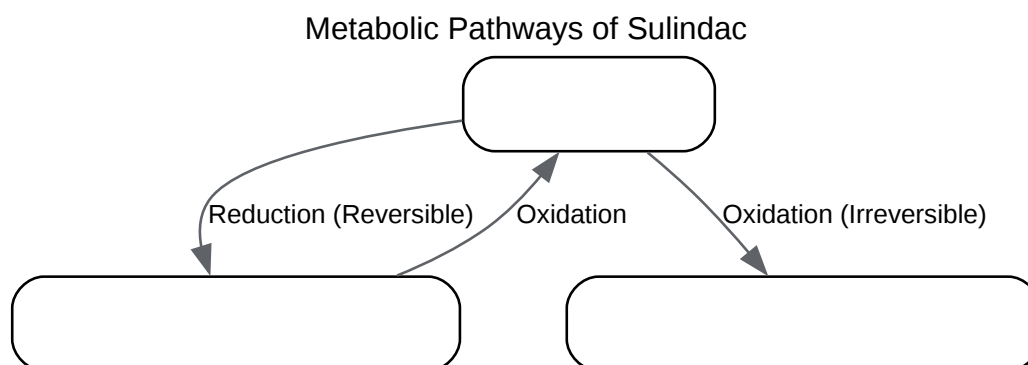 Metabolic Pathways of Sulindac
Reduction (Reversible)
Oxidation
Oxidation (Irreversible)